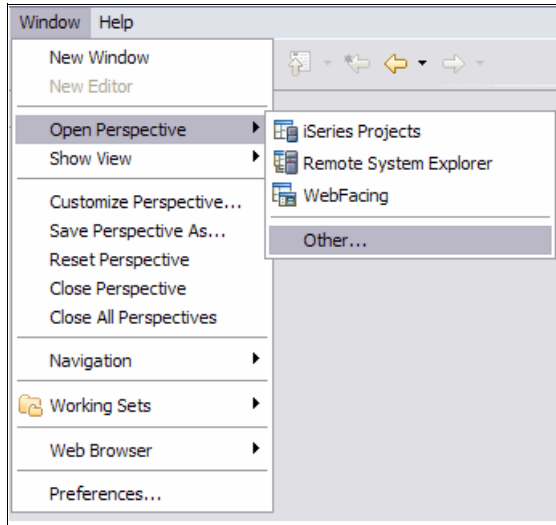 Window Help
New Window
New Editor
Open Perspective
Show View
Customize Perspective...
Save Perspective As...
Reset Perspective
Close Perspective
Close All Perspectives
Navigation
Working Sets
Web Browser
Preferences...
iSeries Projects
Remote System Explorer
WebFacing
Other...